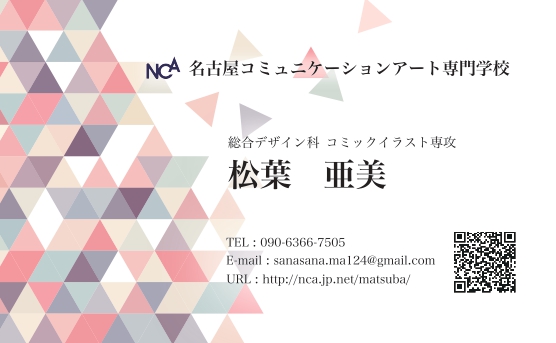 NCA 名古屋コミュニケーションアート専門学校
総合デザイン科 コミックイラスト専攻
松葉　亜美
TEL : 090-6366-7505
E-mail : sanasana.ma124@gmail.com
URL : http://nca.jp.net/matsuba/